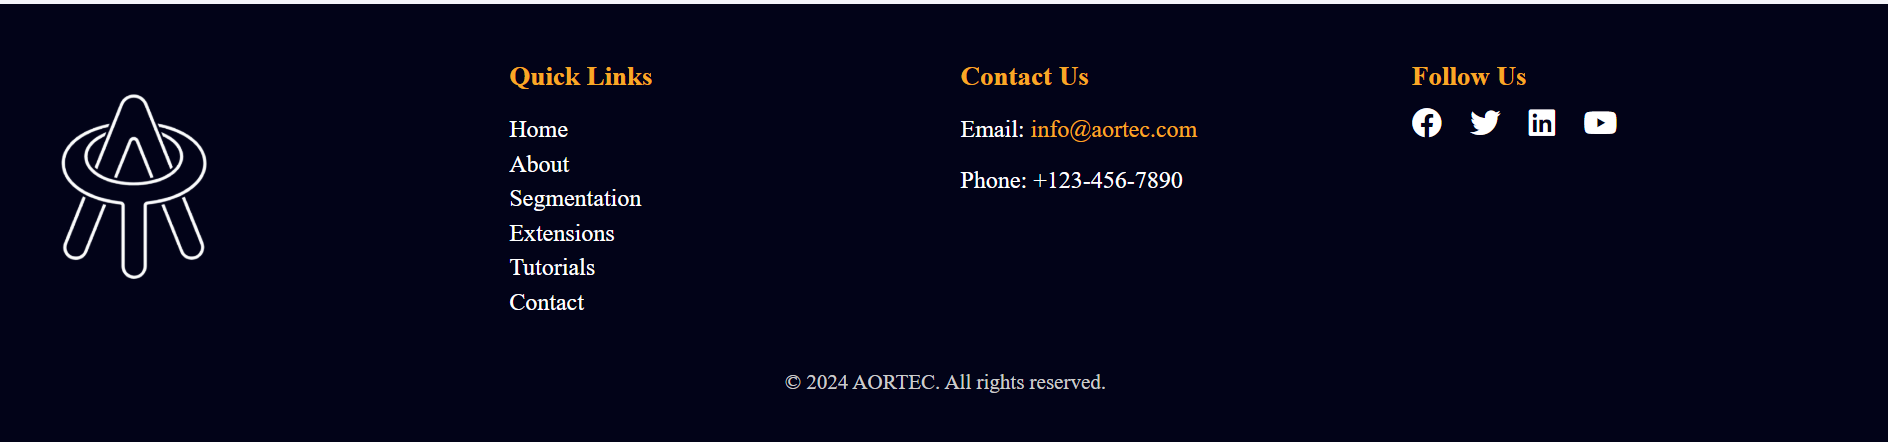 Quick Links
Home
About
Segmentation
Extensions
Tutorials
Contact
Contact Us
Email: info@aortec.com
Phone: +123-456-7890
Follow Us
© 2024 AORTEC. All rights reserved.